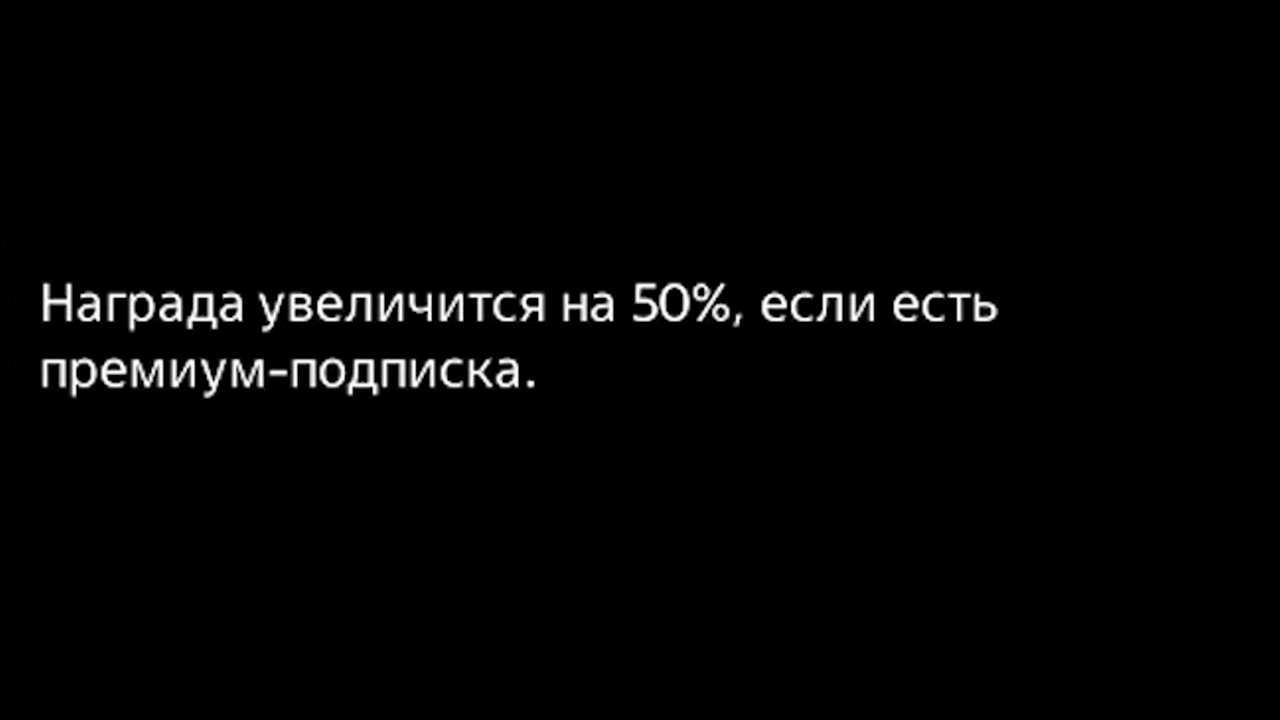 Награда увеличится на 50%, если есть
премиум-подписка.